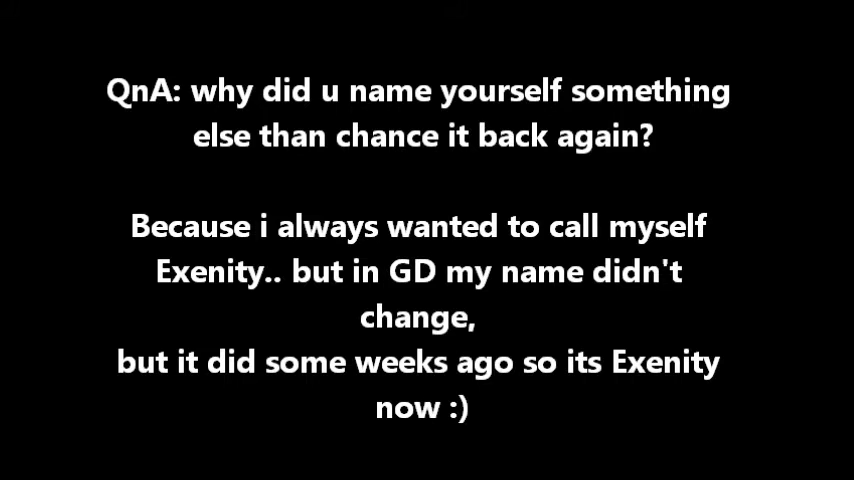 QnA: why did u name yourself something
else than chance it back again?
Because i always wanted to call myself
Exenity.. but in GD my name didn't
change,
but it did some weeks ago so its Exenity
now :)